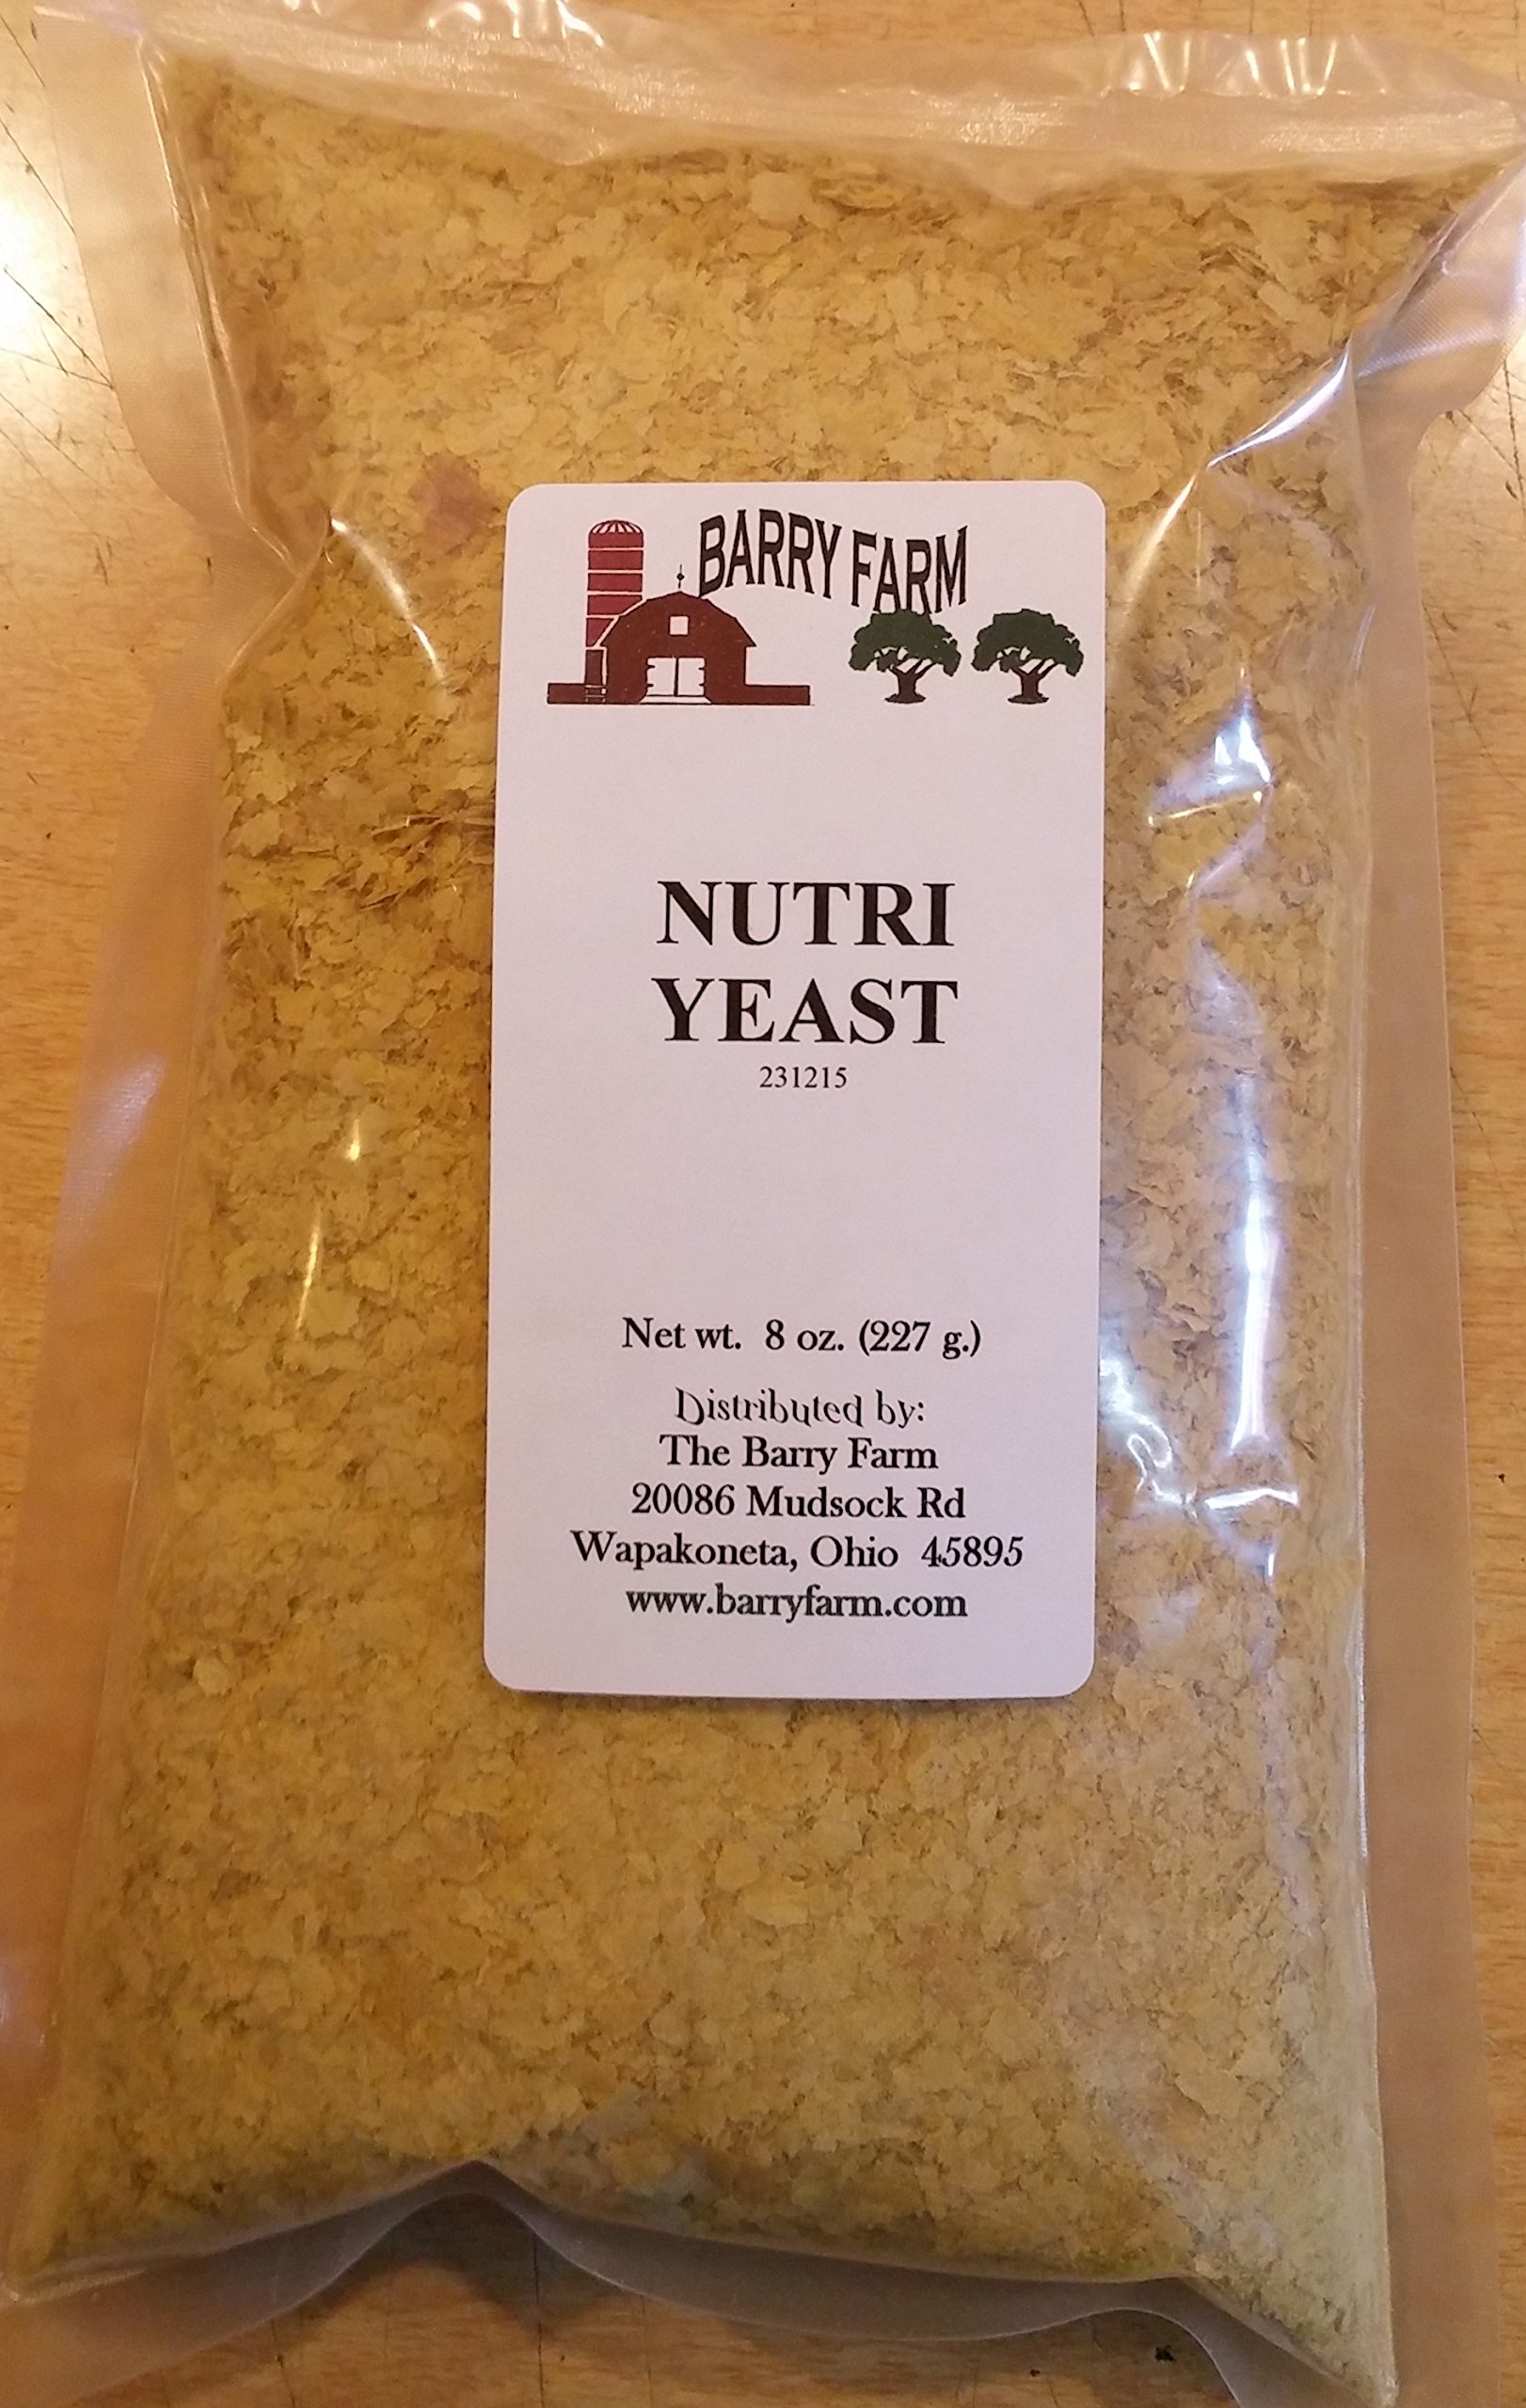 BARRY FARM
NUTRI
YEAST
231215
Net wt. 8 oz. (227 g.)
Distributed by:
The Barry Farm
20086 Mudsock Rd
Wapakoneta, Ohio 45895
www.barryfarm.com